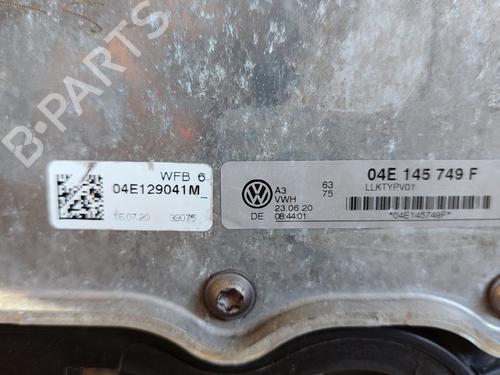 B-PARTS
WFB 6
04E129041M
16.07.20 39075
VW
A3
VWH
23.06.20
DE 08:44:01
63
75
04E 145 749 F
LLKTYPV01
*04E145749F*